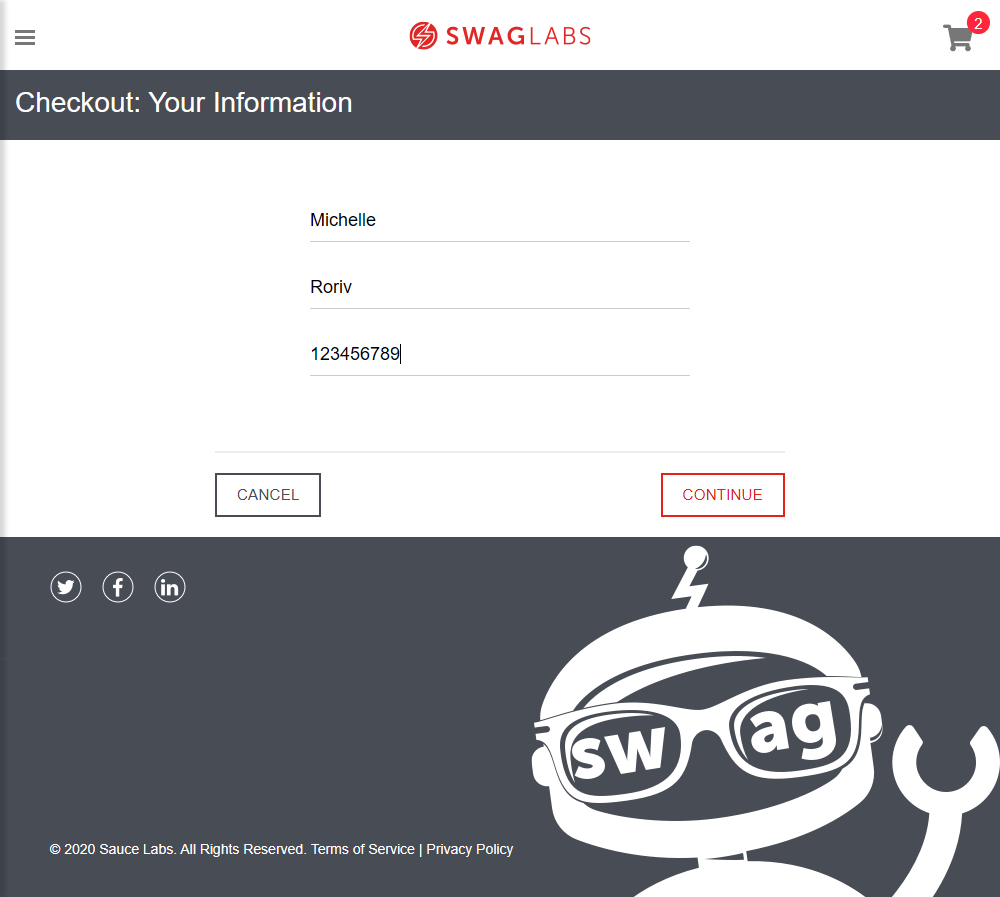 SWAGLABS
2
Checkout: Your Information
Michelle
Roriv
123456789
CANCEL
CONTINUE
sw ag
© 2020 Sauce Labs. All Rights Reserved. Terms of Service | Privacy Policy